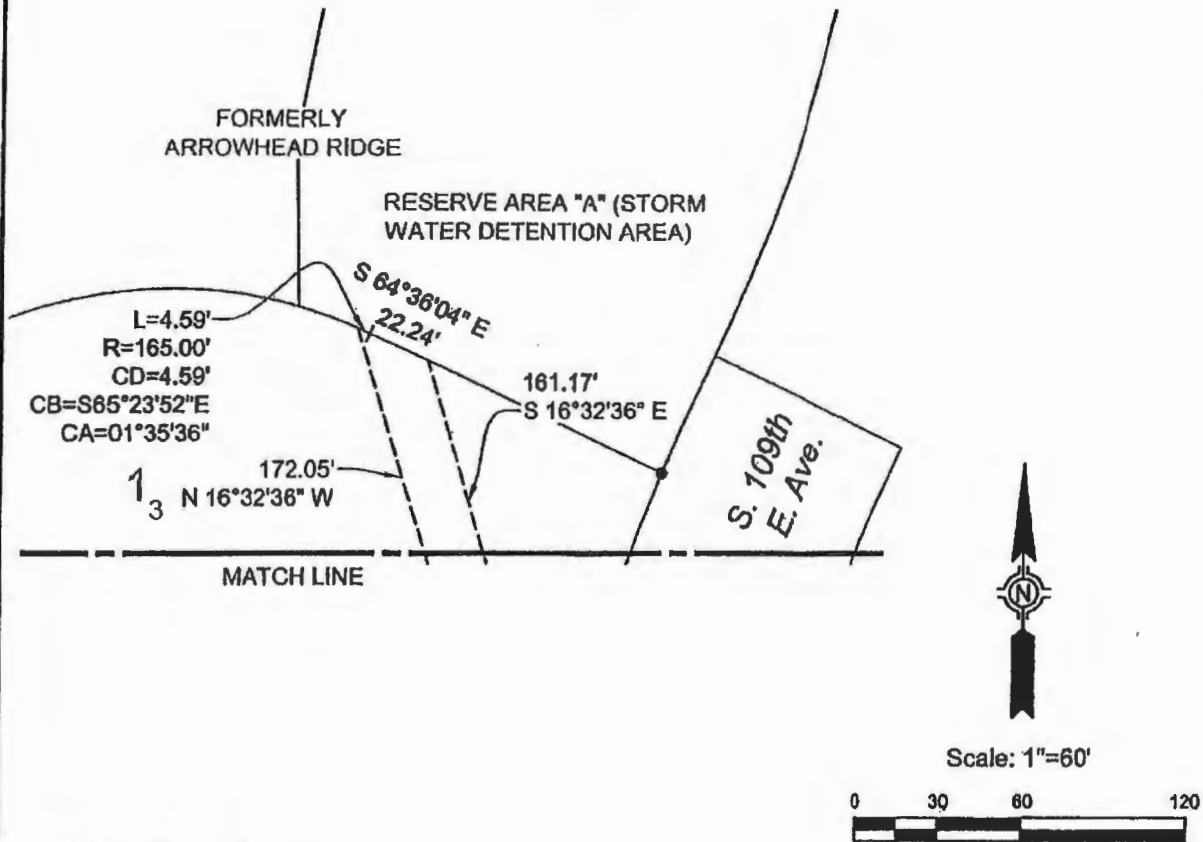 FORMERLY
ARROWHEAD RIDGE
RESERVE AREA "A" (STORM
WATER DETENTION AREA)
S 64°36'04" E
22.24'
L=4.59'
R=165.00'
CD=4.59'
CB=S65°23'52"E
CA=01°35'36"
161.17'
S 16°32'36" E
172.05'
N 16°32'36" W
1
3
S. 109th
E. Ave.
MATCH LINE
N
Scale: 1"=60'
0 30 60 120